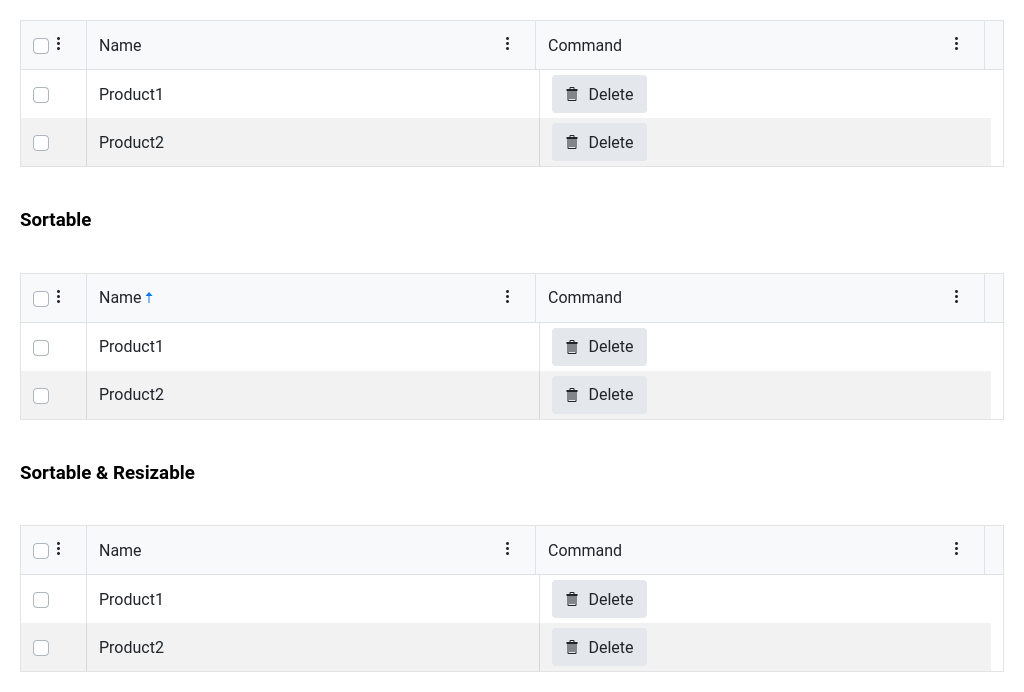 Name Command
Product1 Delete
Product2 Delete
Sortable
Name Command
Product1 Delete
Product2 Delete
Sortable & Resizable
Name Command
Product1 Delete
Product2 Delete